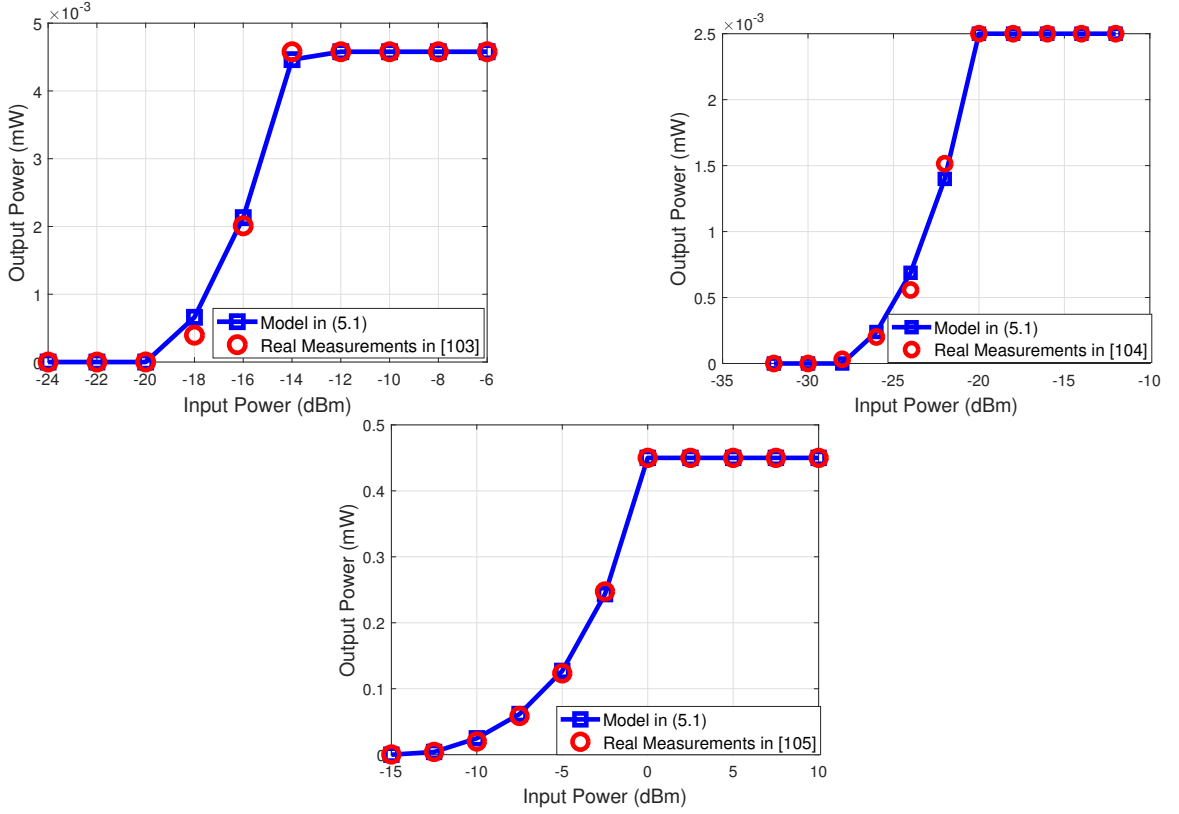 ×10⁻³
5
4
3
2
1
0
Output Power (mW)
-24 -22 -20 -18 -16 -14 -12 -10 -8 -6
Input Power (dBm)
Model in (5.1)
Real Measurements in [103]
×10⁻³
2.5
2
1.5
1
0.5
0
Output Power (mW)
-35 -30 -25 -20 -15 -10
Input Power (dBm)
Model in (5.1)
Real Measurements in [104]
0.5
0.4
0.3
0.2
0.1
0
Output Power (mW)
-15 -10 -5 0 5 10
Input Power (dBm)
Model in (5.1)
Real Measurements in [105]